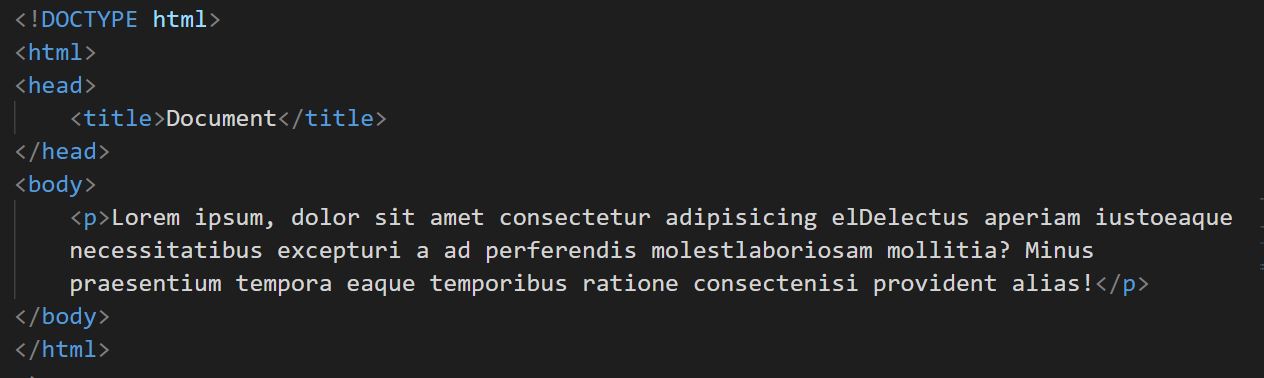 <!DOCTYPE html>
<html>
<head>
    <title>Document</title>
</head>
<body>
    <p>Lorem ipsum, dolor sit amet consectetur adipisicing elDelectus aperiam iustoeaque
    necessitatibus excepturi a ad perferendis molestlaboriosam mollitia? Minus
    praesentium tempora eaque temporibus ratione consectenisi provident alias!</p>
</body>
</html>